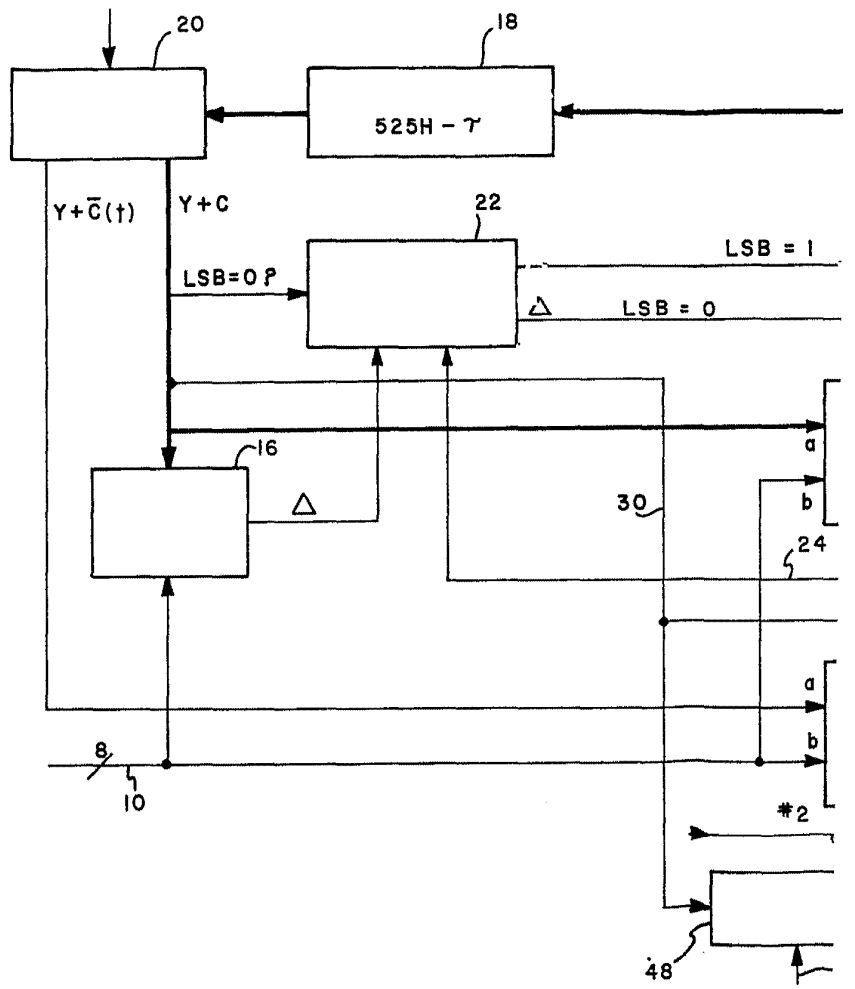 20
18
525H - τ
Y + C̄ (t)
Y + C
22
LSB = 1
LSB = 0
Δ
LSB = 0
16
a
Δ
b
30
24
a
b
8
10
#2
48